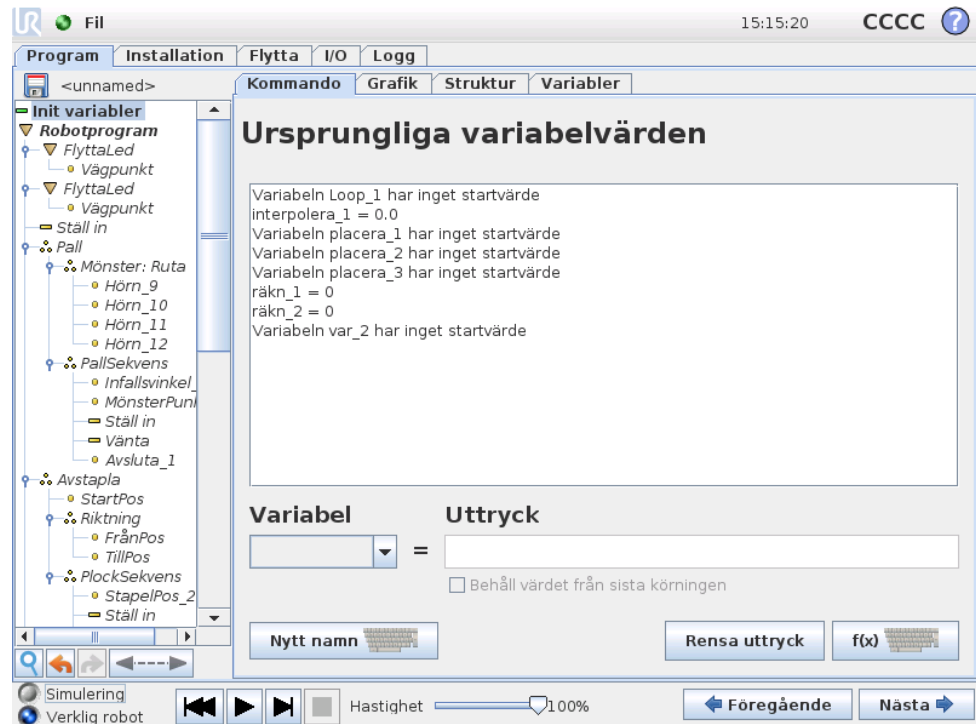 UR Fil 15:15:20 CCCC ?
Program Installation Flytta I/O Logg
<unnamed>
Kommando Grafik Struktur Variabler
Init variabler
Robotprogram
FlyttaLed
Vägpunkt
FlyttaLed
Vägpunkt
Ställ in
Pall
Mönster: Ruta
Hörn_9
Hörn_10
Hörn_11
Hörn_12
PallSekvens
Infallsvinkel_
MönsterPun
Ställ in
Vänta
Avsluta_1
Avstapla
StartPos
Riktning
FrånPos
TillPos
PlockSekvens
StapelPos_2
Ställ in
Ursprungliga variabelvärden
Variabeln Loop_1 har inget startvärde
interpolera_1 = 0.0
Variabeln placera_1 har inget startvärde
Variabeln placera_2 har inget startvärde
Variabeln placera_3 har inget startvärde
räkn_1 = 0
räkn_2 = 0
Variabeln var_2 har inget startvärde
Variabel Uttryck
=
Behåll värdet från sista körningen
Nytt namn Rensa uttryck f(x)
Simulering
Verklig robot
Hastighet 100%
Föregående Nästa